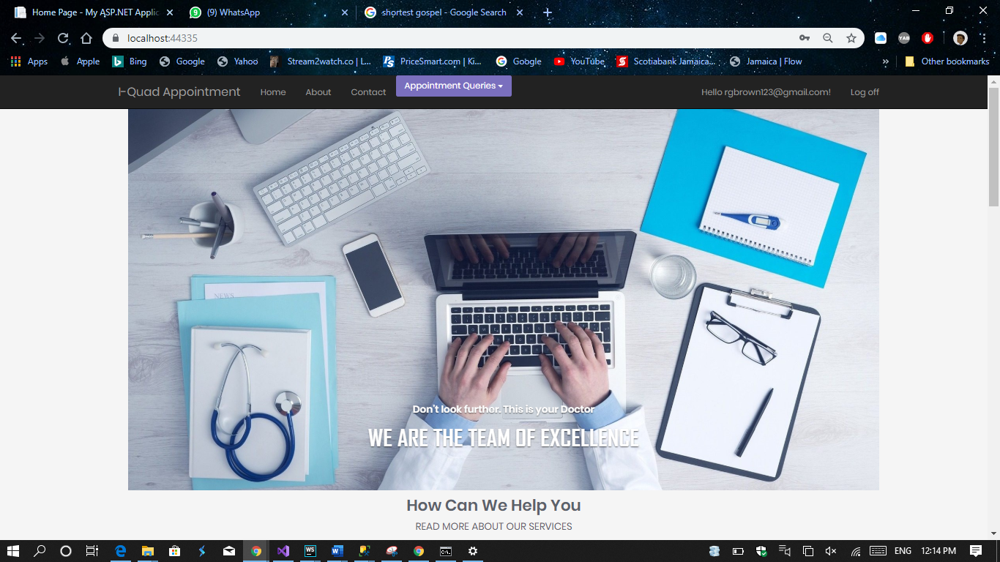 Home Page - My ASP.NET Applic
(9) WhatsApp
shortest gospel - Google Search
localhost:44335
Apps
Apple
Bing
Google
Yahoo
Stream2watch.co | L...
PriceSmart.com | Ki...
Google
YouTube
Scotiabank Jamaica...
Jamaica | Flow
»
Other bookmarks
I-Quad Appointment
Home
About
Contact
Appointment Queries
Hello rgbrown123@gmail.com!
Log off
NEWS
Don't look further. This is your Doctor
WE ARE THE TEAM OF EXCELLENCE
How Can We Help You
READ MORE ABOUT OUR SERVICES
ENG
12:14 PM